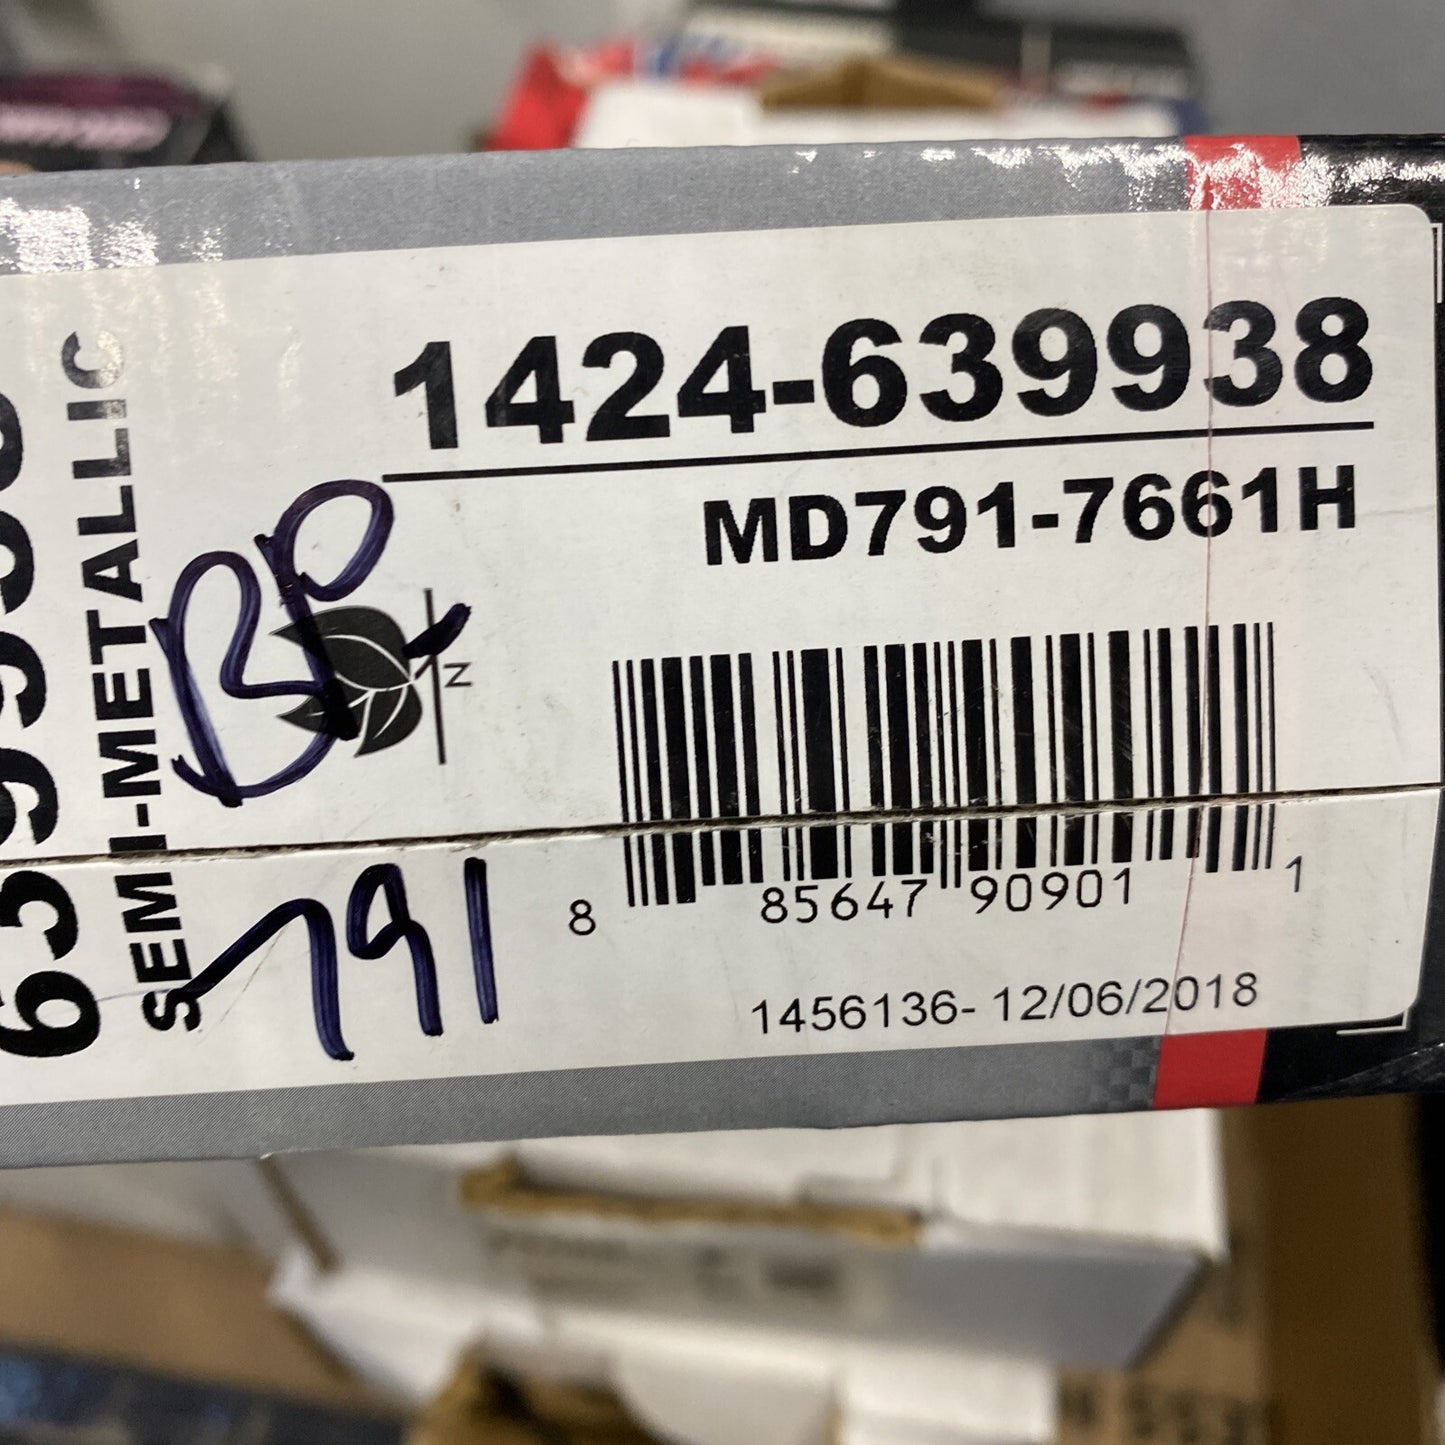 1424-639938
MD791-7661H
SEMI-METALLIC
BP
N
791
8 85647 90901 1
1456136- 12/06/2018